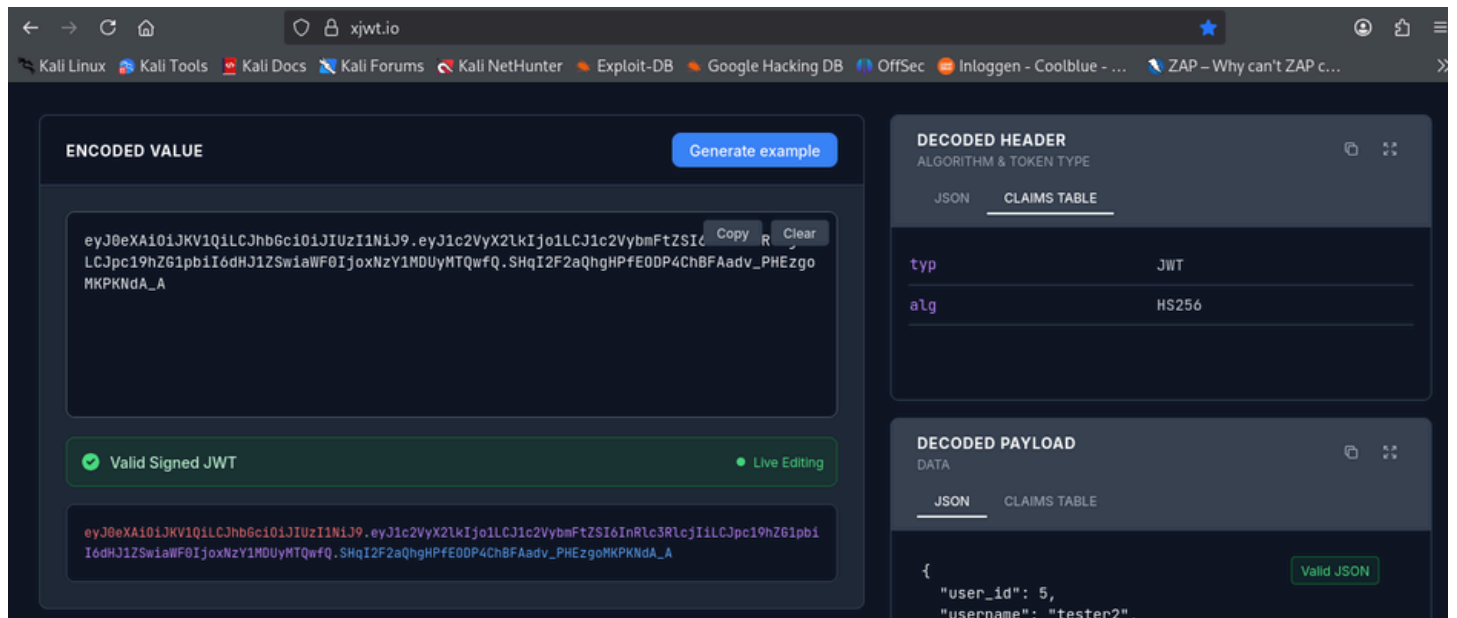 xjwt.io
Kali Linux Kali Tools Kali Docs Kali Forums Kali NetHunter Exploit-DB Google Hacking DB OffSec Inloggen - Coolblue - ... ZAP – Why can't ZAP c...
ENCODED VALUE
Generate example
Copy Clear
eyJ0eXAiOiJKV1QiLCJhbGciOiJIUzI1NiJ9.eyJ1c2VyX2lkIjo1LCJ1c2VybmFtZSI6
LCJpc19hZG1pbiI6dHJ1ZSwiaWF0IjoxNzY1MDUyMTQwfQ.SHqI2F2aQhgHPfEODP4ChBFAadv_PHEzgo
MKPKNdA_A
Valid Signed JWT
Live Editing
eyJ0eXAiOiJKV1QiLCJhbGciOiJIUzI1NiJ9.eyJ1c2VyX2lkIjo1LCJ1c2VybmFtZSI6InRlc3RlcjIiLCJpc19hZG1pbi
I6dHJ1ZSwiaWF0IjoxNzY1MDUyMTQwfQ.SHqI2F2aQhgHPfEODP4ChBFAadv_PHEzgoMKPKNdA_A
DECODED HEADER
ALGORITHM & TOKEN TYPE
JSON CLAIMS TABLE
typ JWT
alg HS256
DECODED PAYLOAD
DATA
JSON CLAIMS TABLE
Valid JSON
{
"user_id": 5,
"username": "tester2",